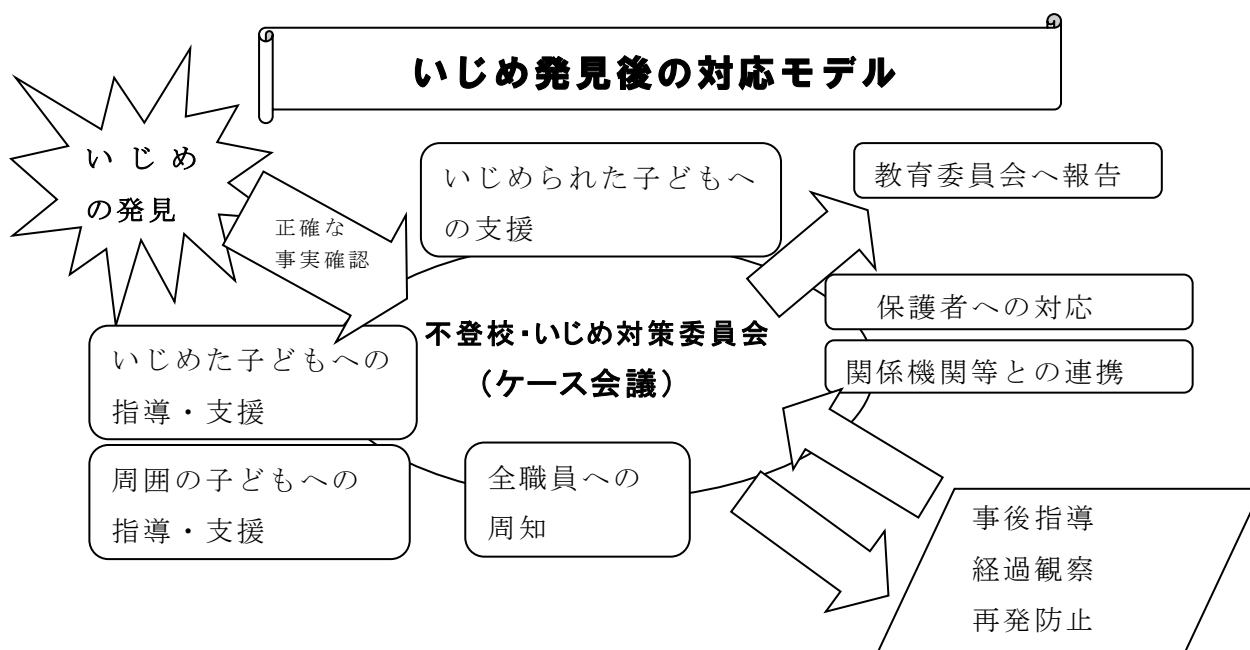 いじめ発見後の対応モデル
いじめ
の発見
正確な
事実確認
いじめられた子どもへ
の支援
教育委員会へ報告
保護者への対応
関係機関等との連携
不登校・いじめ対策委員会
（ケース会議）
いじめた子どもへの
指導・支援
周囲の子どもへの
指導・支援
全職員への
周知
事後指導
経過観察
再発防止